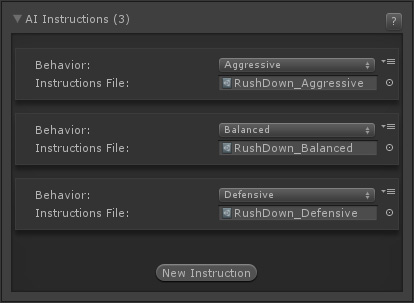 AI Instructions (3)
?
Behavior: Aggressive
Instructions File: RushDown_Aggressive
Behavior: Balanced
Instructions File: RushDown_Balanced
Behavior: Defensive
Instructions File: RushDown_Defensive
New Instruction